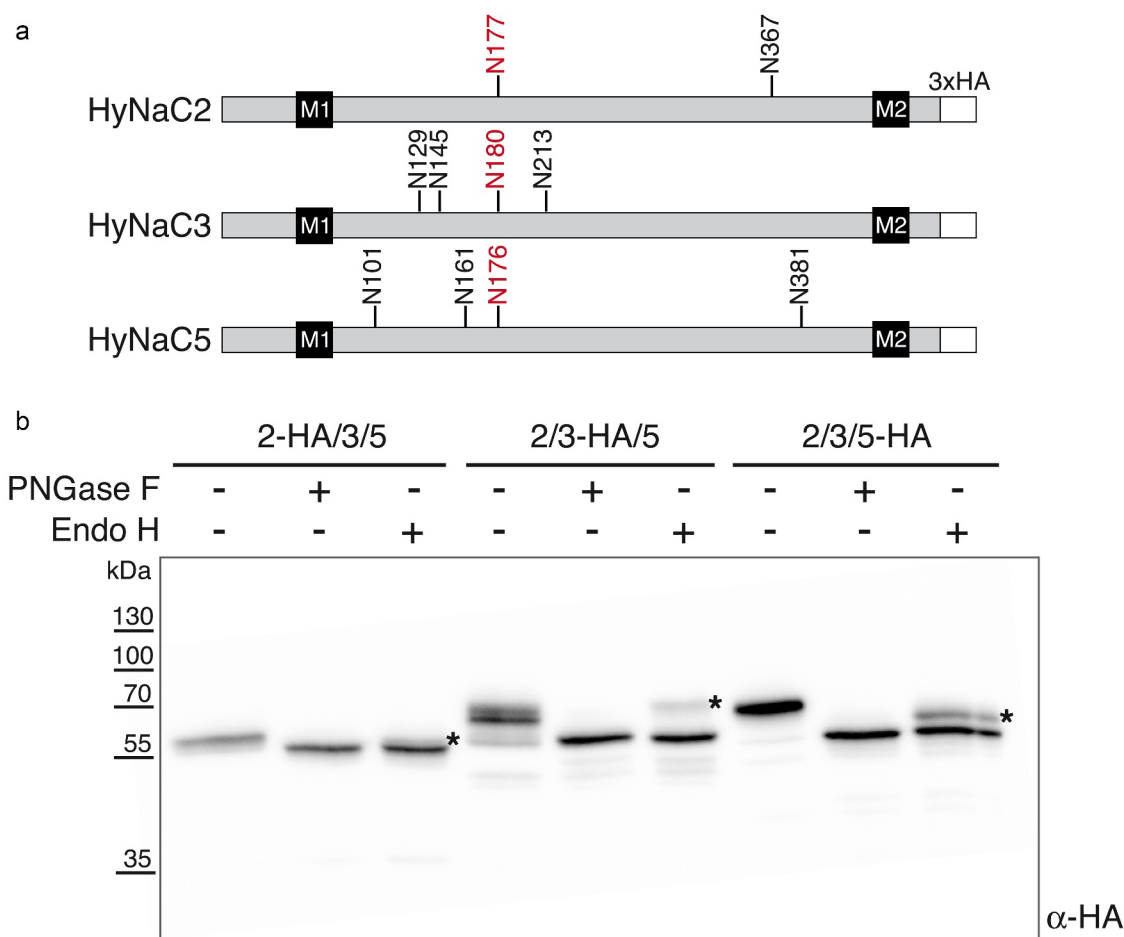 a
N177 N367
3xHA
HyNaC2 M1 M2
N129 N145 N180 N213
HyNaC3 M1 M2
N101 N161 N176 N381
HyNaC5 M1 M2
b
2-HA/3/5 2/3-HA/5 2/3/5-HA
PNGase F - + - - + - - + -
Endo H - - + - - + - - +
kDa
130
100
70
*
*
*
55
35
α-HA